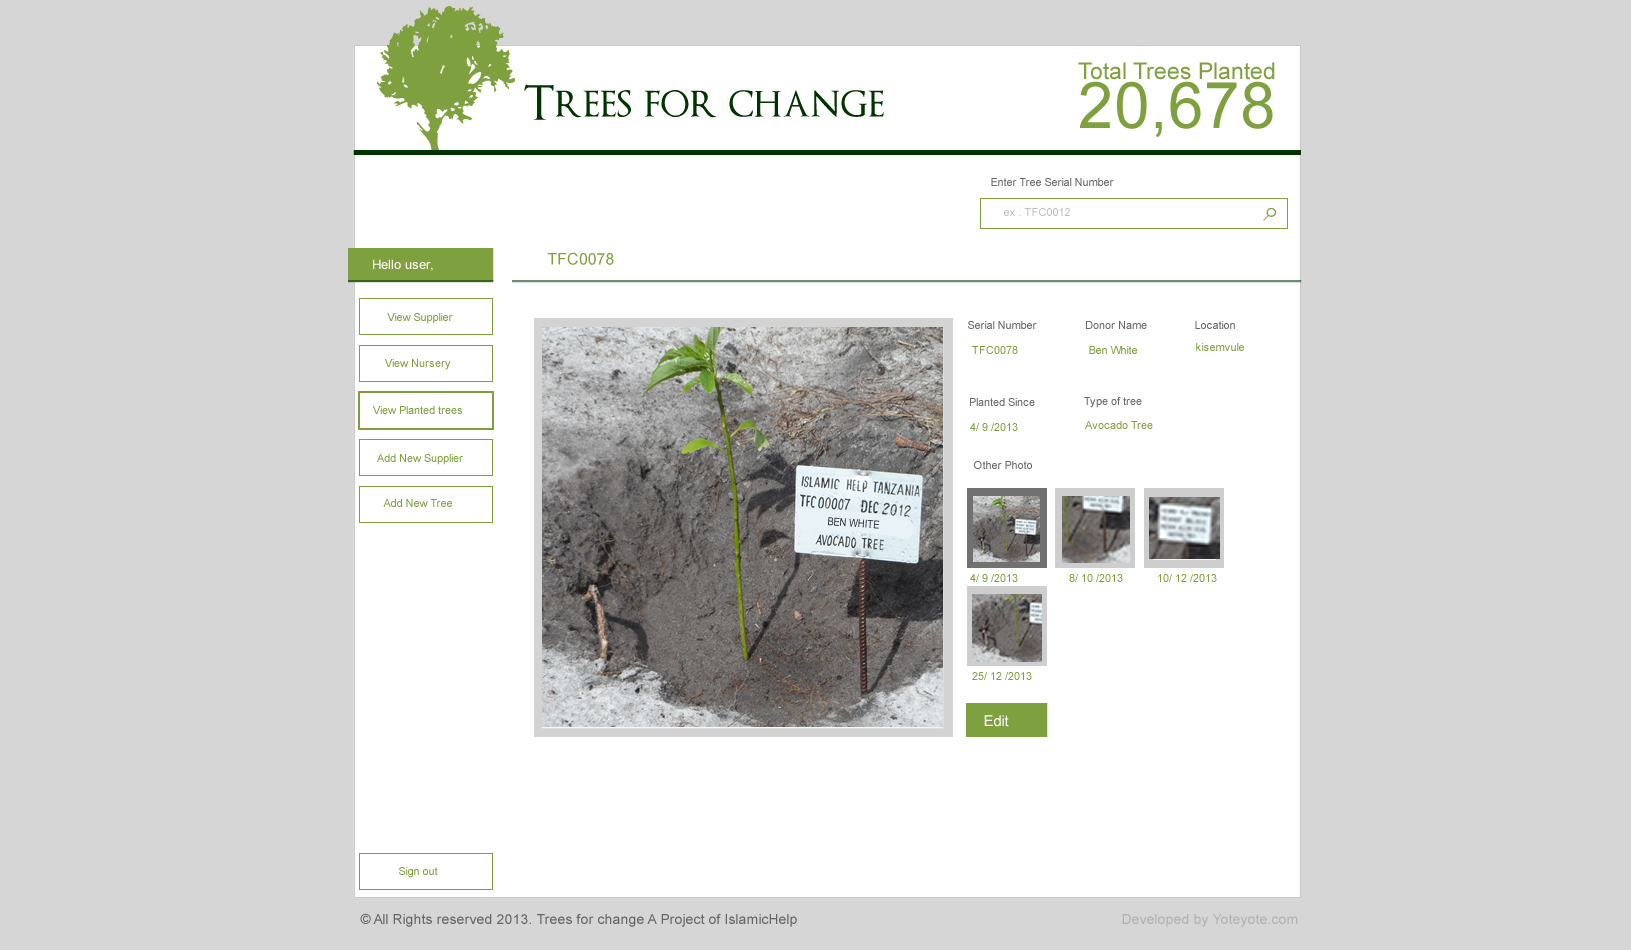 TREES FOR CHANGE
Total Trees Planted
20,678
Enter Tree Serial Number
ex . TFC0012
Hello user,
TFC0078
View Supplier
View Nursery
View Planted trees
Add New Supplier
Add New Tree
Sign out
ISLAMIC HELP TANZANIA
TFC00007 DEC 2012
BEN WHITE
AVOCADO TREE
Serial Number
TFC0078
Donor Name
Ben White
Location
kisemvule
Planted Since
4/ 9 /2013
Type of tree
Avocado Tree
Other Photo
4/ 9 /2013
8/ 10 /2013
10/ 12 /2013
25/ 12 /2013
Edit
© All Rights reserved 2013. Trees for change A Project of IslamicHelp
Developed by Yoteyote.com